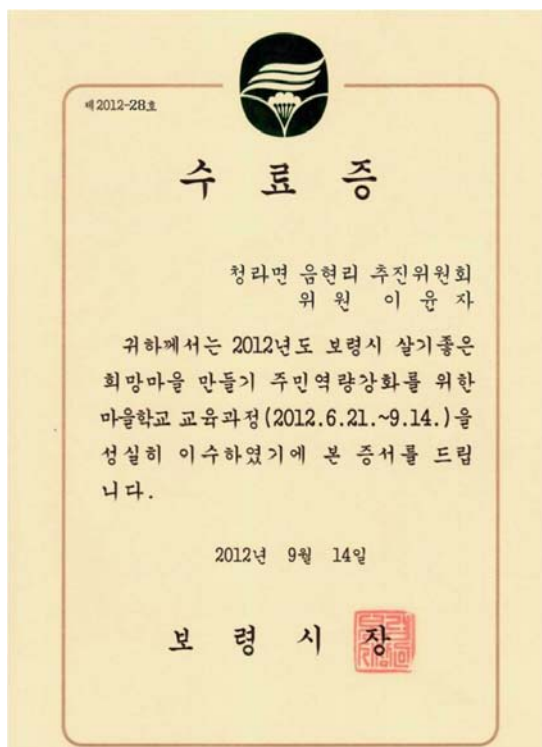 제2012-28호
수 료 증
청라면 음현리 추진위원회
위 원 이 윤 자
귀하께서는 2012년도 보령시 살기좋은
희망마을 만들기 주민역량강화를 위한
마을학교 교육과정(2012.6.21.~9.14.)을
성실히 이수하였기에 본 증서를 드립
니다.
2012년 9월 14일
보 령 시 장